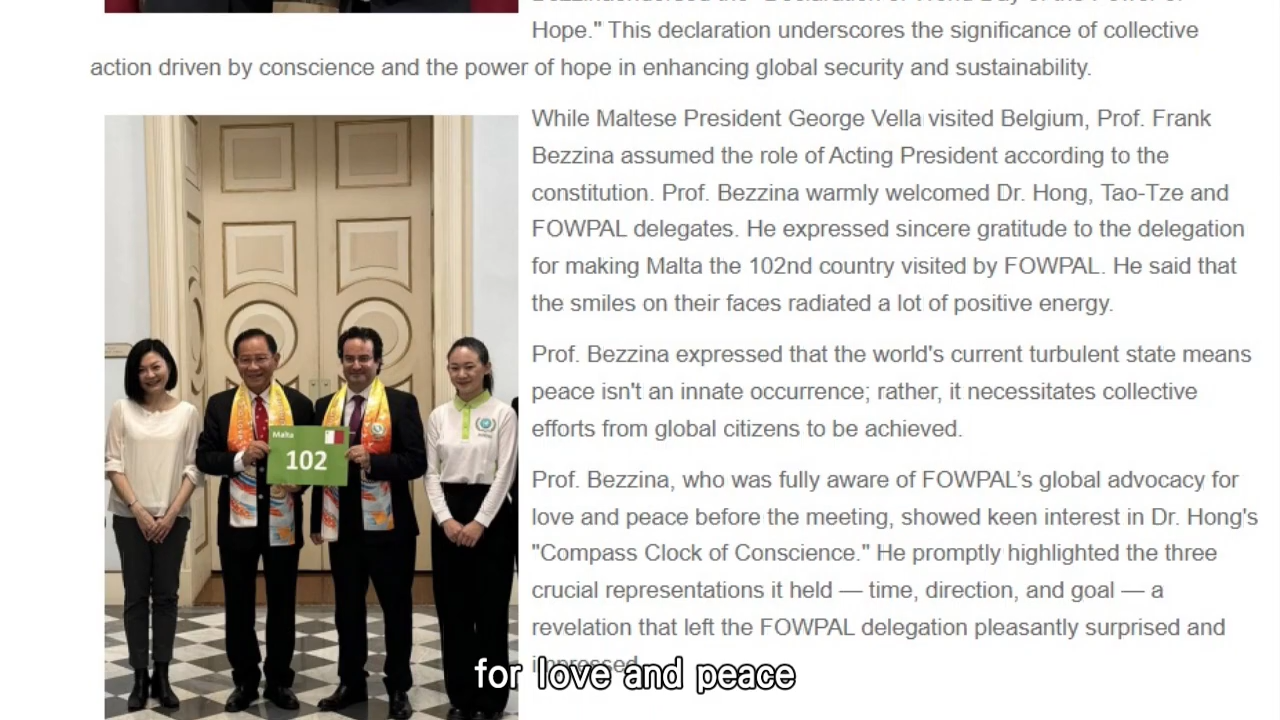 Hope." This declaration underscores the significance of collective
action driven by conscience and the power of hope in enhancing global security and sustainability.
While Maltese President George Vella visited Belgium, Prof. Frank
Bezzina assumed the role of Acting President according to the
constitution. Prof. Bezzina warmly welcomed Dr. Hong, Tao-Tze and
FOWPAL delegates. He expressed sincere gratitude to the delegation
for making Malta the 102nd country visited by FOWPAL. He said that
the smiles on their faces radiated a lot of positive energy.
Malta
102
Prof. Bezzina expressed that the world's current turbulent state means
peace isn't an innate occurrence; rather, it necessitates collective
efforts from global citizens to be achieved.
Prof. Bezzina, who was fully aware of FOWPAL’s global advocacy for
love and peace before the meeting, showed keen interest in Dr. Hong's
"Compass Clock of Conscience." He promptly highlighted the three
crucial representations it held — time, direction, and goal — a
revelation that left the FOWPAL delegation pleasantly surprised and
impressed
for love and peace